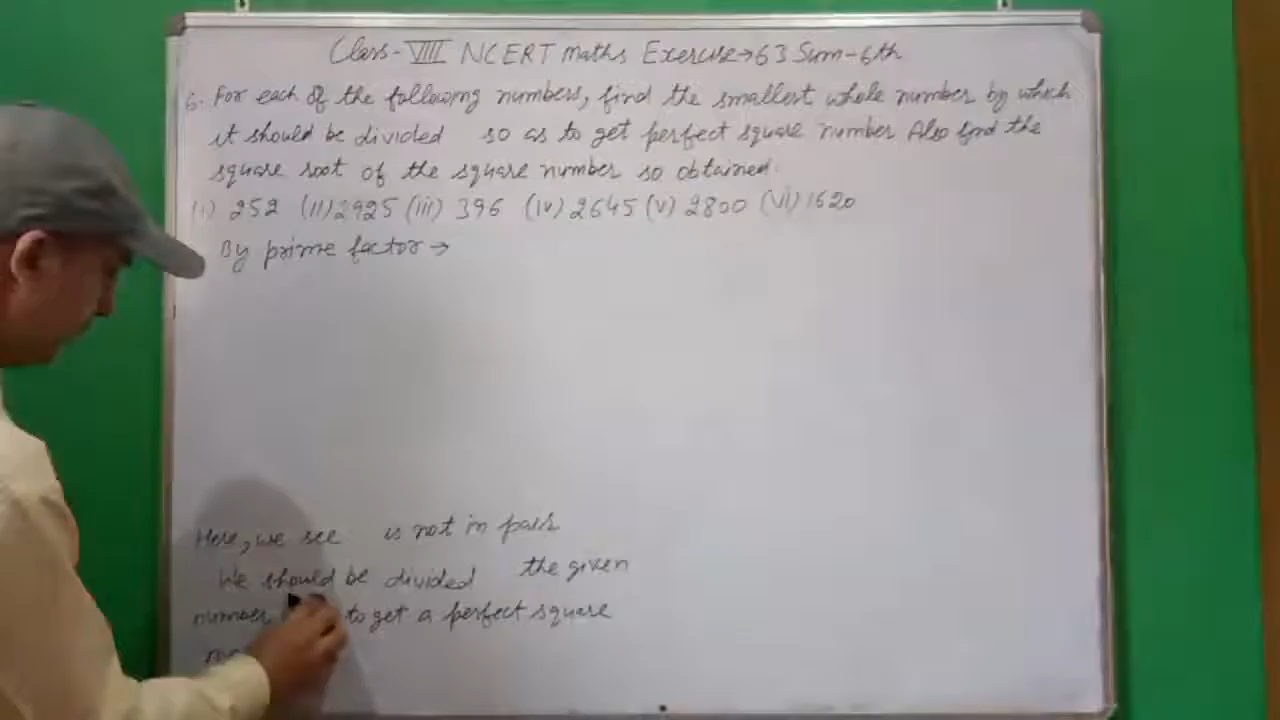 Class-VIII NCERT Maths Exercise→63 Sum-6th
6. For each of the following numbers, find the smallest whole number by which
it should be divided so as to get perfect square number Also find the
square root of the square number so obtained.
(i) 252 (II) 2925 (iii) 396 (iv) 2645 (v) 2800 (vi) 1620
By prime factor →
Here, we see is not in pair
We should be divided the given
number to get a perfect square